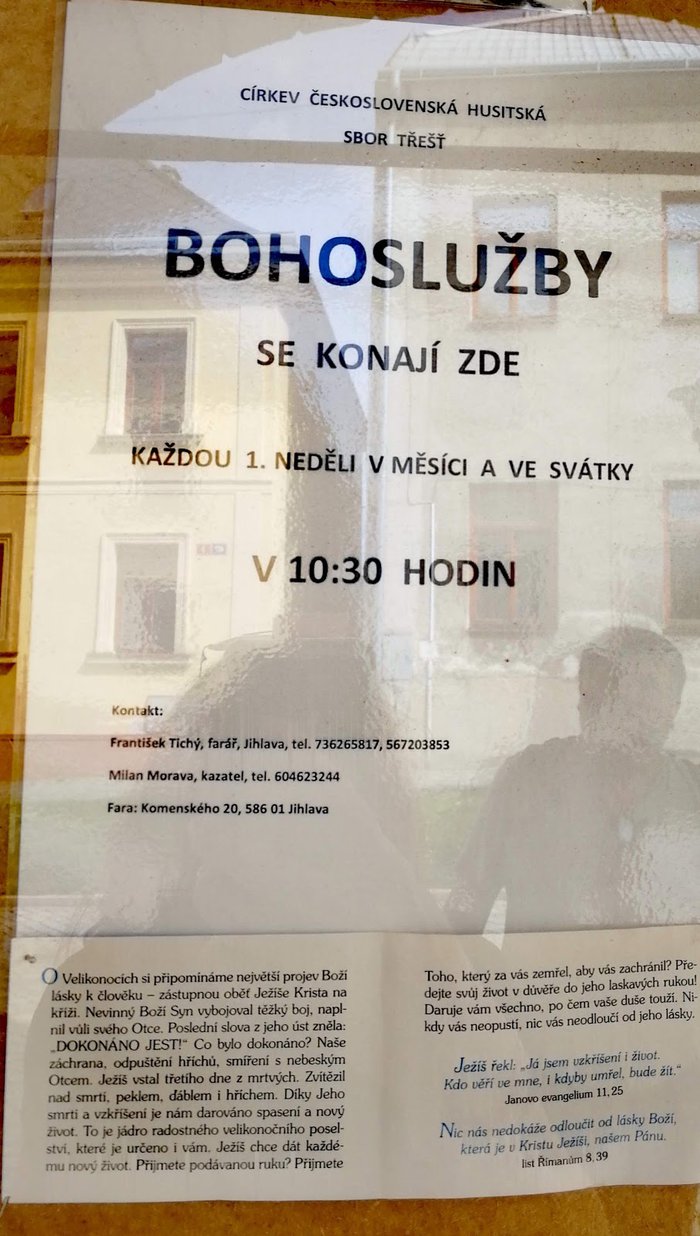 CÍRKEV ČESKOSLOVENSKÁ HUSITSKÁ
SBOR TŘEŠŤ
BOHOSLUŽBY
SE KONAJÍ ZDE
KAŽDOU 1. NEDĚLI V MĚSÍCI A VE SVÁTKY
V 10:30 HODIN
Kontakt:
František Tichý, farář, Jihlava, tel. 736265817, 567203853
Milan Morava, kazatel, tel. 604623244
Fara: Komenského 20, 586 01 Jihlava
O Velikonocích si připomínáme největší projev Boží
lásky k člověku – zástupnou oběť Ježíše Krista na
kříži. Nevinný Boží Syn vybojoval těžký boj, napl-
nil vůli svého Otce. Poslední slova z jeho úst zněla:
„DOKONÁNO JEST!“ Co bylo dokonáno? Naše
záchrana, odpuštění hříchů, smíření s nebeským
Otcem. Ježíš vstal třetího dne z mrtvých. Zvítězil
nad smrtí, peklem, ďáblem i hříchem. Díky Jeho
smrti a vzkříšení je nám darováno spasení a nový
život. To je jádro radostného velikonočního posel-
ství, které je určeno i vám. Ježíš chce dát každé-
mu nový život. Přijmete podávanou ruku? Přijmete
Toho, který za vás zemřel, aby vás zachránil? Pře-
dejte svůj život v důvěře do jeho laskavých rukou!
Daruje vám všechno, po čem vaše duše touží. Ni-
kdy vás neopustí, nic vás neodloučí od jeho lásky.
Ježíš řekl: „Já jsem vzkříšení i život.
Kdo věří ve mne, i kdyby umřel, bude žít.“
Janovo evangelium 11,25
Nic nás nedokáže odloučit od lásky Boží,
která je v Kristu Ježíši, našem Pánu.
list Římanům 8,39